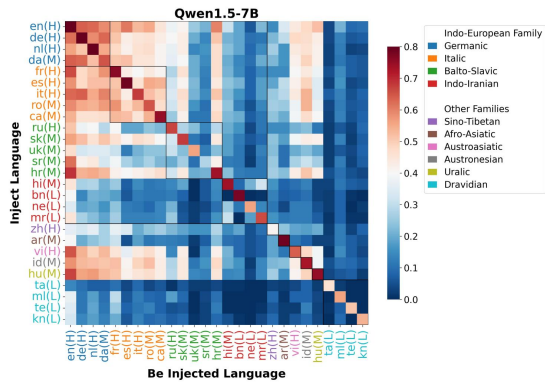 Qwen1.5-7B
Inject Language
en(H)
de(H)
nl(H)
da(M)
fr(H)
es(H)
it(H)
ro(M)
ca(M)
ru(H)
sk(M)
uk(M)
sr(M)
hr(M)
hi(M)
bn(L)
ne(L)
mr(L)
zh(H)
ar(M)
vi(H)
id(M)
hu(M)
ta(L)
ml(L)
te(L)
kn(L)
en(H) de(H) nl(H) da(M) fr(H) es(H) it(H) ro(M) ca(M) ru(H) sk(M) uk(M) sr(M) hr(M) hi(M) bn(L) ne(L) mr(L) zh(H) ar(M) vi(H) id(M) hu(M) ta(L) ml(L) te(L) kn(L)
Be Injected Language
0.8
0.7
0.6
0.5
0.4
0.3
0.2
0.1
0.0
Indo-European Family
Germanic
Italic
Balto-Slavic
Indo-Iranian
Other Families
Sino-Tibetan
Afro-Asiatic
Austroasiatic
Austronesian
Uralic
Dravidian